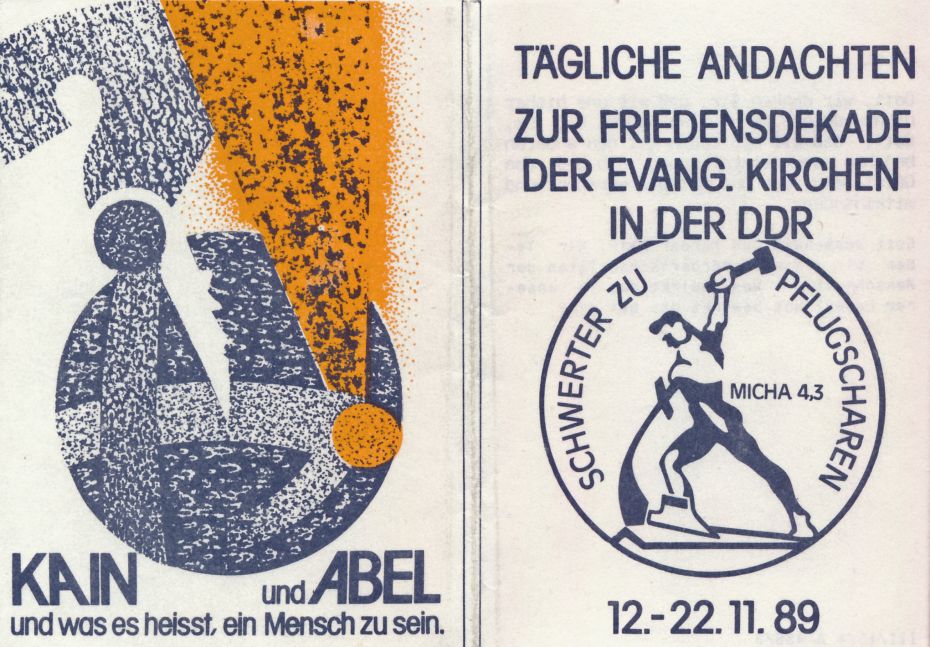 KAIN und ABEL
und was es heisst, ein Mensch zu sein.
TÄGLICHE ANDACHTEN
ZUR FRIEDENSDEKADE
DER EVANG. KIRCHEN
IN DER DDR
SCHWERTER ZU PFLUGSCHAREN
MICHA 4,3
12.-22. 11. 89